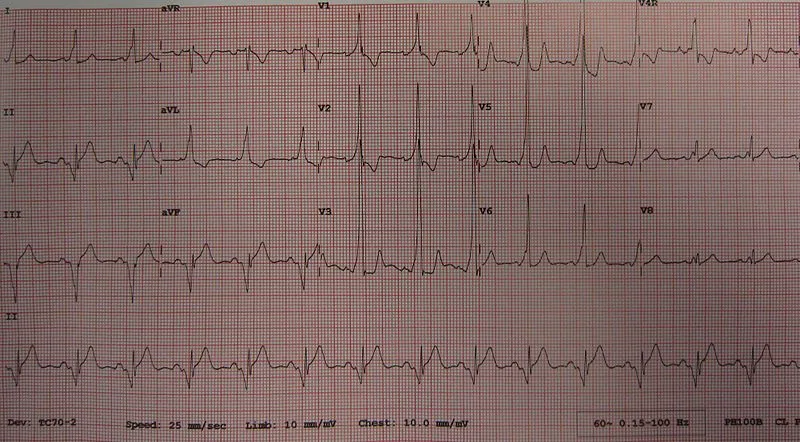 I aVR V1 V4 V4R
II aVL V2 V5 V7
III aVF V3 V6 V8
II
Dev: TC70-2 Speed: 25 mm/sec Limb: 10 mm/mV Chest: 10.0 mm/mV 60~ 0.15-100 Hz PH100B CL